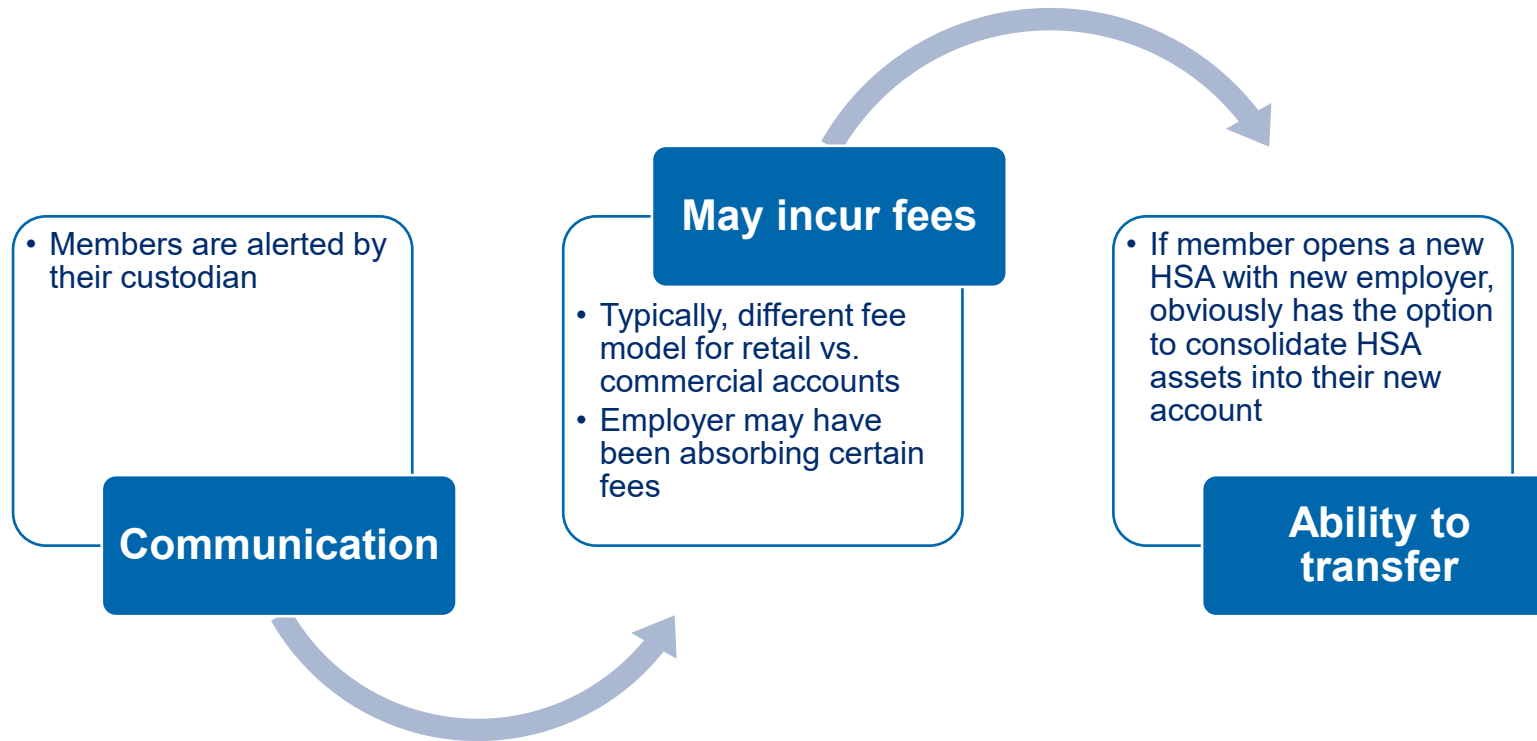 • Members are alerted by
their custodian
Communication
May incur fees
• Typically, different fee
model for retail vs.
commercial accounts
• Employer may have
been absorbing certain
fees
• If member opens a new
HSA with new employer,
obviously has the option
to consolidate HSA
assets into their new
account
Ability to
transfer